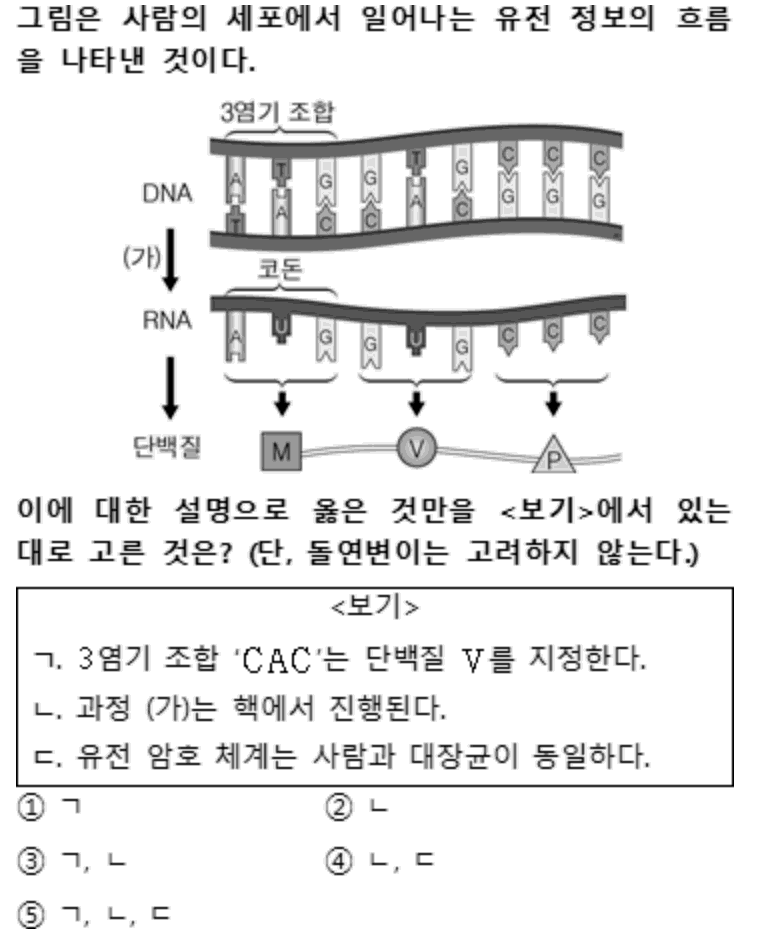 그림은 사람의 세포에서 일어나는 유전 정보의 흐름
을 나타낸 것이다.
3염기 조합
A T G G T G C C C
DNA
T A C C A C G G G
(가)
코돈
RNA
A U G G U G C C C
단백질
M V P
이에 대한 설명으로 옳은 것만을 <보기>에서 있는
대로 고른 것은? (단, 돌연변이는 고려하지 않는다.)
<보기>
ㄱ. 3염기 조합 ‘CAC’는 단백질 V를 지정한다.
ㄴ. 과정 (가)는 핵에서 진행된다.
ㄷ. 유전 암호 체계는 사람과 대장균이 동일하다.
① ㄱ ② ㄴ
③ ㄱ, ㄴ ④ ㄴ, ㄷ
⑤ ㄱ, ㄴ, ㄷ